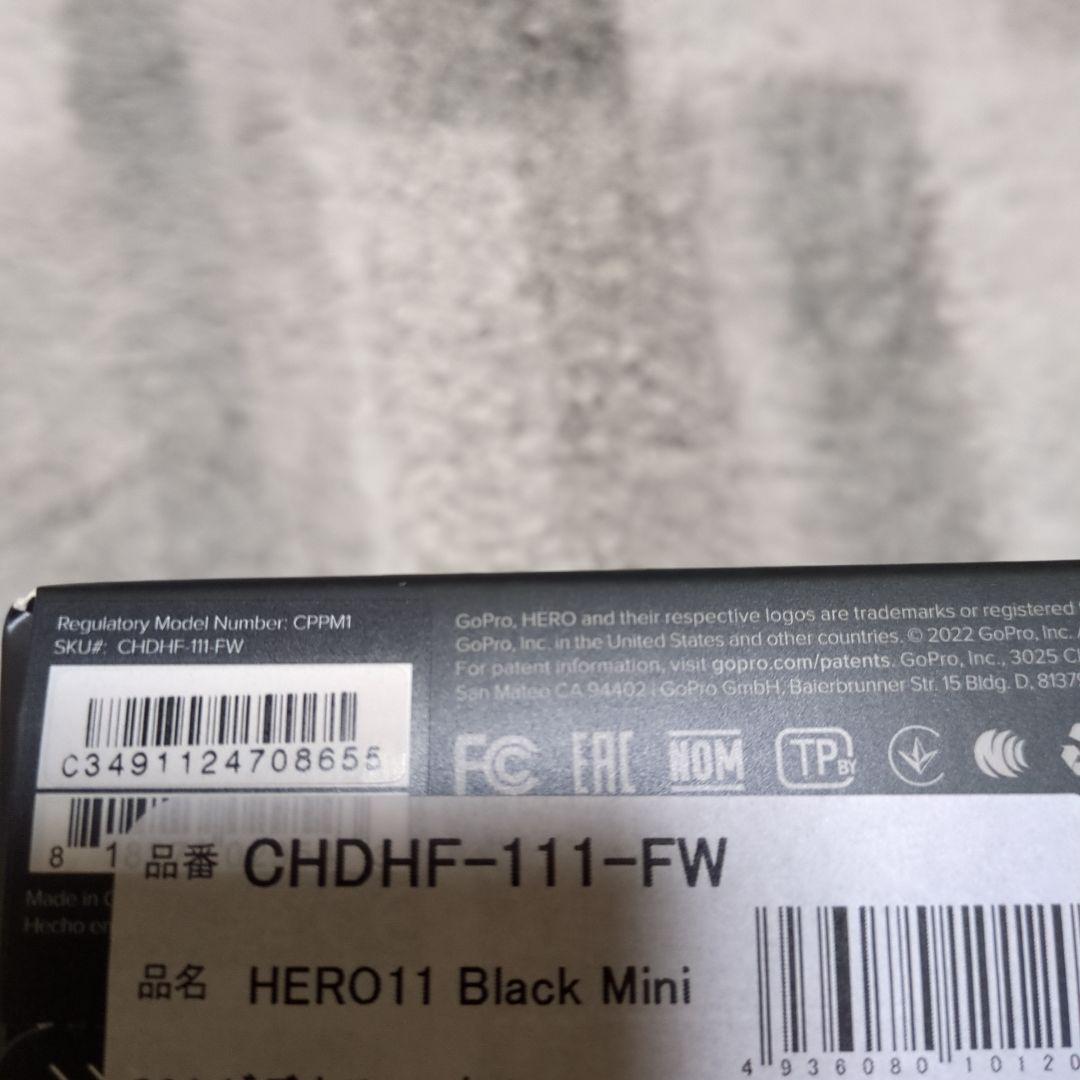 Regulatory Model Number: CPPM1
SKU#: CHDHF-111-FW
C3491124708655
8 1
Made in
Hecho en
GoPro, HERO and their respective logos are trademarks or registered
GoPro, Inc. in the United States and other countries. © 2022 GoPro, Inc.
For patent information, visit gopro.com/patents. GoPro, Inc., 3025
San Mateo CA 94402 | GoPro GmbH, Baierbrunner Str. 15 Bldg. D, 8137
FC EAC NOM TP BY
品番 CHDHF-111-FW
品名 HERO11 Black Mini
4 936080 10120